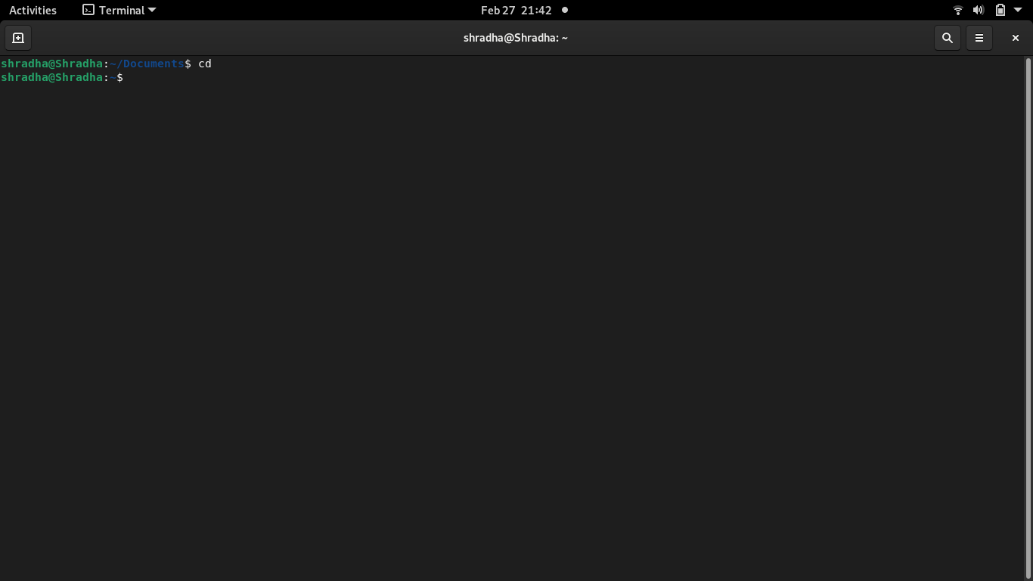 Activities Terminal Feb 27 21:42
shradha@Shradha: ~
shradha@Shradha:~/Documents$ cd
shradha@Shradha:~$